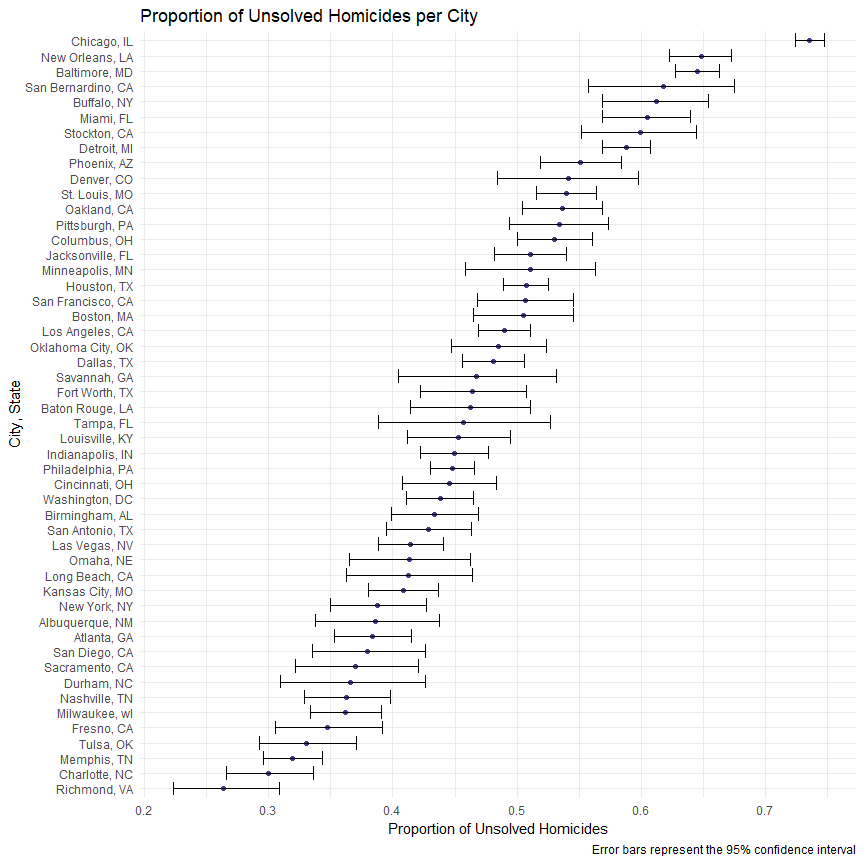 Proportion of Unsolved Homicides per City
Chicago, IL
New Orleans, LA
Baltimore, MD
San Bernardino, CA
Buffalo, NY
Miami, FL
Stockton, CA
Detroit, MI
Phoenix, AZ
Denver, CO
St. Louis, MO
Oakland, CA
Pittsburgh, PA
Columbus, OH
Jacksonville, FL
Minneapolis, MN
Houston, TX
San Francisco, CA
Boston, MA
Los Angeles, CA
Oklahoma City, OK
Dallas, TX
Savannah, GA
Fort Worth, TX
Baton Rouge, LA
Tampa, FL
Louisville, KY
Indianapolis, IN
Philadelphia, PA
Cincinnati, OH
Washington, DC
Birmingham, AL
San Antonio, TX
Las Vegas, NV
Omaha, NE
Long Beach, CA
Kansas City, MO
New York, NY
Albuquerque, NM
Atlanta, GA
San Diego, CA
Sacramento, CA
Durham, NC
Nashville, TN
Milwaukee, wI
Fresno, CA
Tulsa, OK
Memphis, TN
Charlotte, NC
Richmond, VA
City, State
0.2 0.3 0.4 0.5 0.6 0.7
Proportion of Unsolved Homicides
Error bars represent the 95% confidence interval